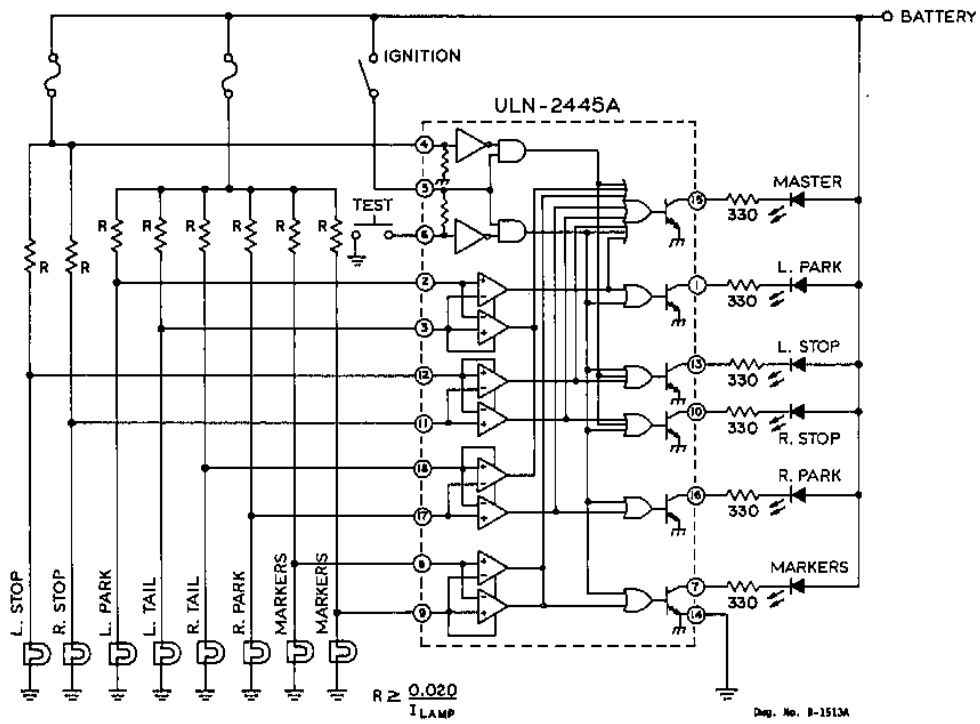 BATTERY
IGNITION
ULN-2445A
4
5
TEST
6
R
R
R
R
R
R
R
R
2
3
12
11
18
17
8
9
+
−
−
+
+
−
−
+
+
−
−
+
+
−
−
+
15
330
MASTER
1
330
L. PARK
13
330
L. STOP
10
330
R. STOP
16
330
R. PARK
7
330
MARKERS
14
L. STOP
R. STOP
L. PARK
L. TAIL
R. TAIL
R. PARK
MARKERS
MARKERS
R ≥ 0.020
I LAMP
Dwg. No. B-1513A